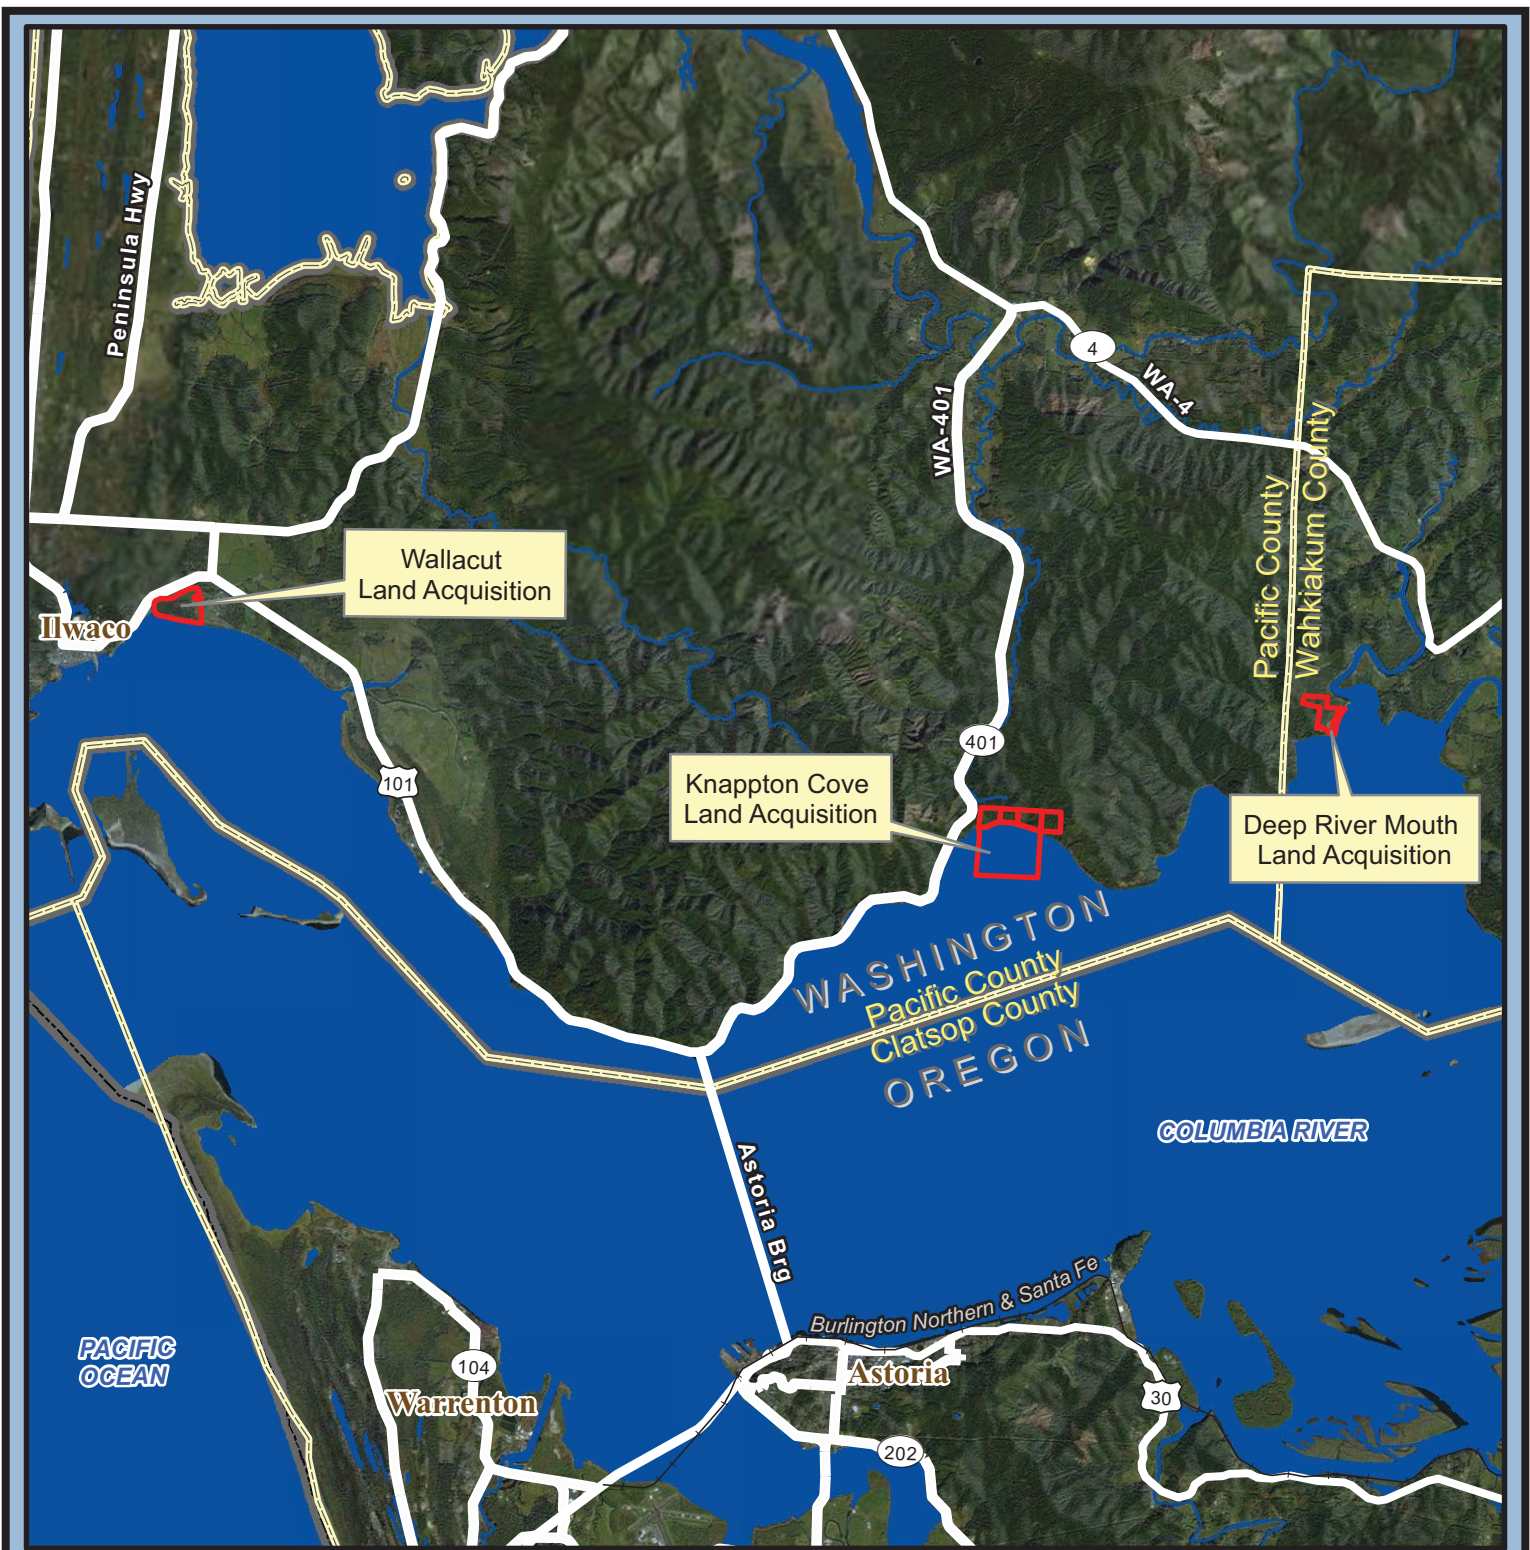 Peninsula Hwy
4
WA-4
WA-401
Pacific County
Wahkiakum County
Wallacut
Land Acquisition
Ilwaco
101
401
Knappton Cove
Land Acquisition
Deep River Mouth
Land Acquisition
WASHINGTON
Pacific County
Clatsop County
OREGON
COLUMBIA RIVER
Astoria Brg
Burlington Northern & Santa Fe
PACIFIC
OCEAN
104
Warrenton
Astoria
30
202